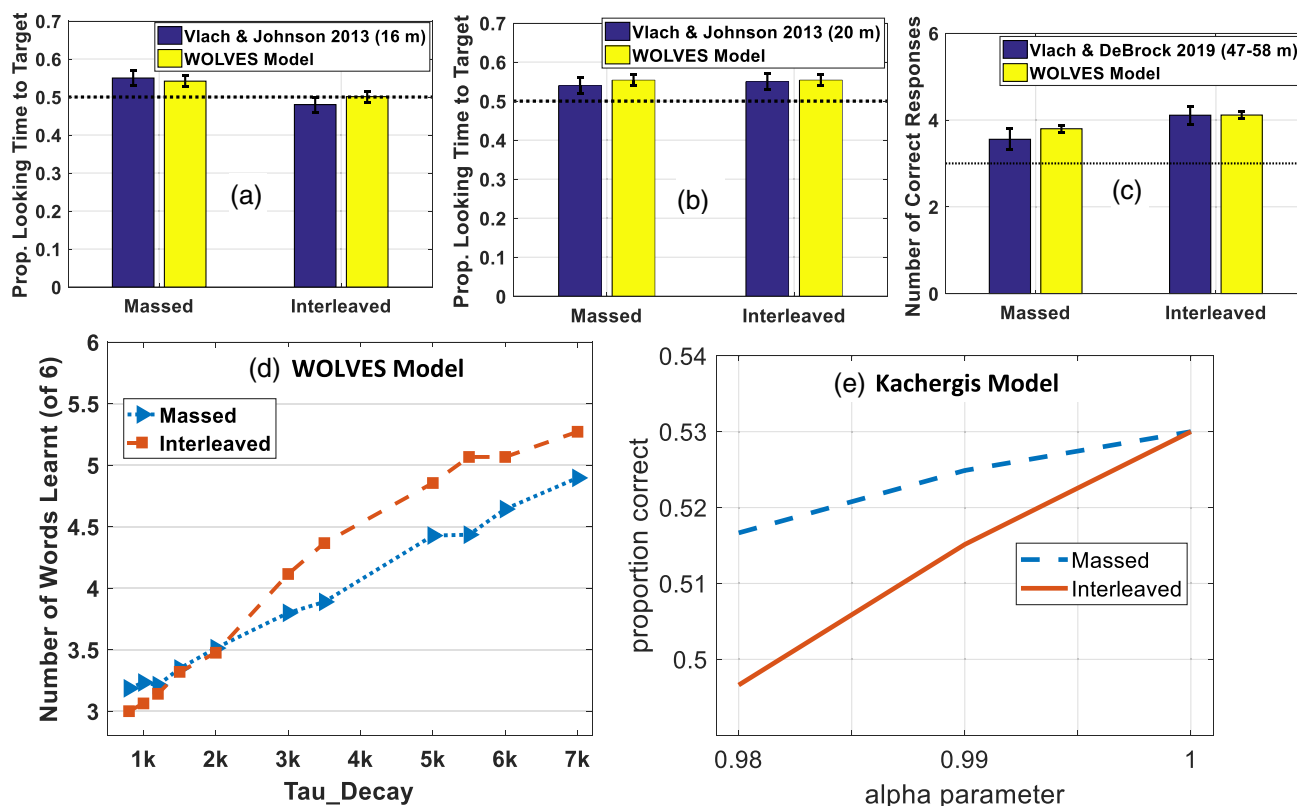 Prop. Looking Time to Target
0.7
0.6
0.5
0.4
0.3
0.2
0.1
0
Vlach & Johnson 2013 (16 m)
WOLVES Model
(a)
Massed
Interleaved
Prop. Looking Time to Target
0.7
0.6
0.5
0.4
0.3
0.2
0.1
0
Vlach & Johnson 2013 (20 m)
WOLVES Model
(b)
Massed
Interleaved
Number of Correct Responses
6
4
2
0
Vlach & DeBrock 2019 (47-58 m)
WOLVES Model
(c)
Massed
Interleaved
Number of Words Learnt (of 6)
6
5.5
5
4.5
4
3.5
3
(d) WOLVES Model
Massed
Interleaved
1k 2k 3k 4k 5k 6k 7k
Tau_Decay
proportion correct
0.54
0.53
0.52
0.51
0.5
(e) Kachergis Model
Massed
Interleaved
0.98 0.99 1
alpha parameter